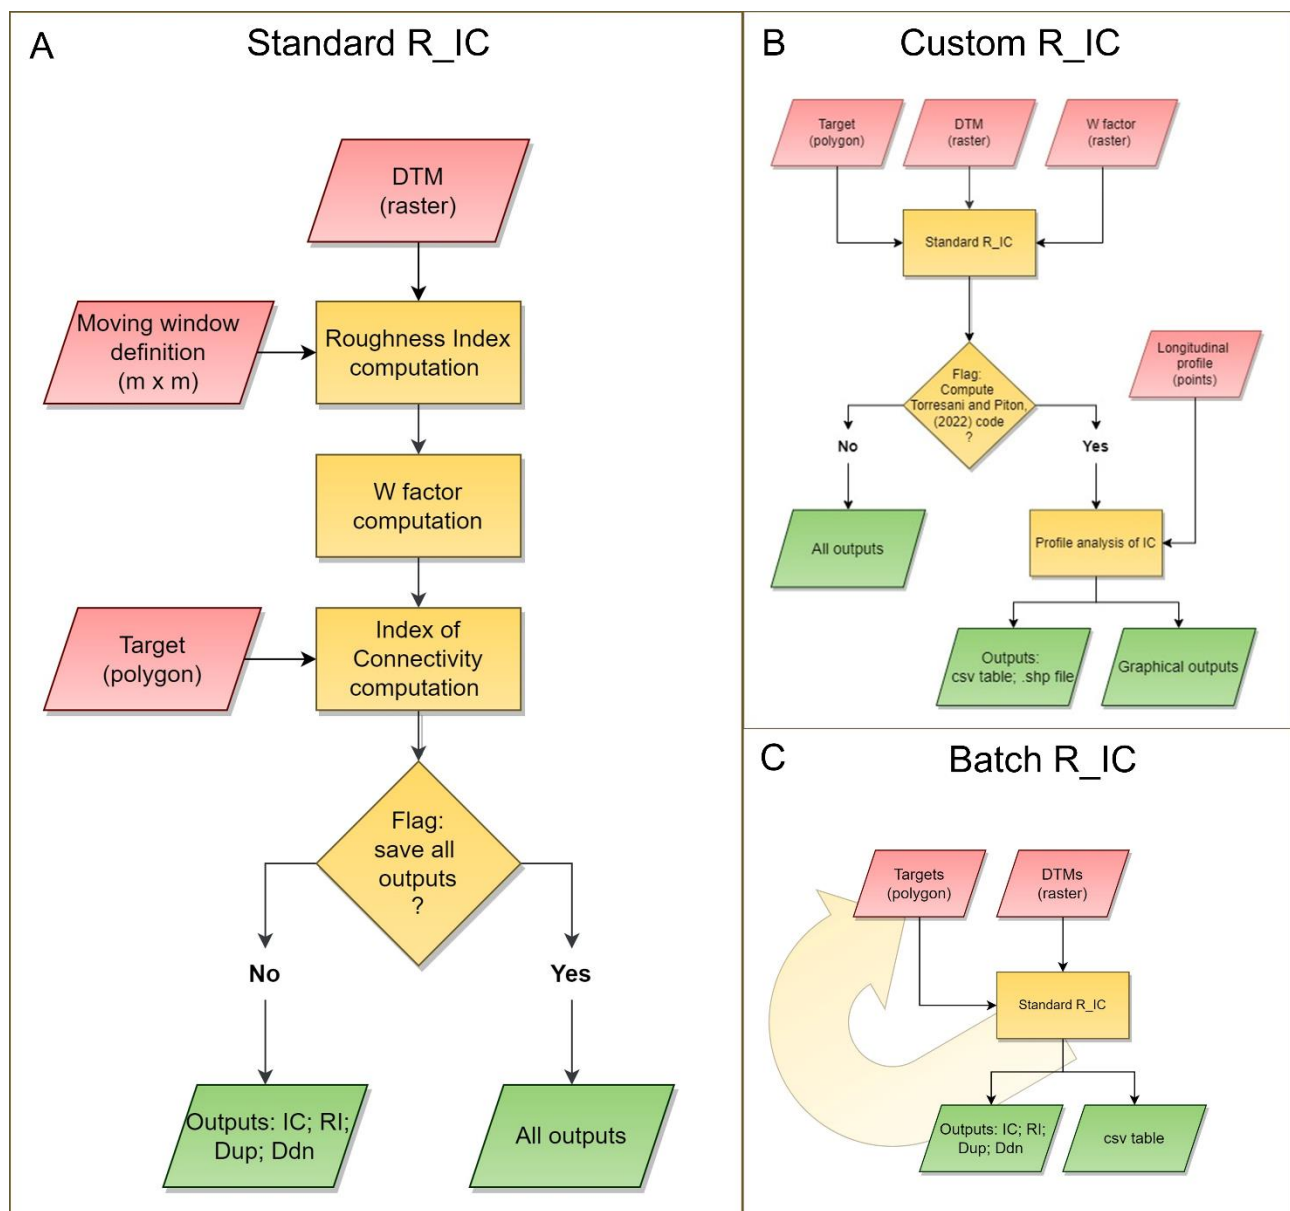 A
Standard R_IC
DTM
(raster)
Moving window
definition
(m x m)
Roughness Index
computation
W factor
computation
Target
(polygon)
Index of
Connectivity
computation
Flag:
save all
outputs
?
No
Yes
Outputs: IC; RI;
Dup; Ddn
All outputs
B
Custom R_IC
Target
(polygon)
DTM
(raster)
W factor
(raster)
Standard R_IC
Flag:
Compute
Torresani and Piton,
(2022) code
?
Longitudinal
profile
(points)
No
Yes
All outputs
Profile analysis of IC
Outputs:
csv table; .shp file
Graphical outputs
C
Batch R_IC
Targets
(polygon)
DTMs
(raster)
Standard R_IC
Outputs: IC; RI;
Dup; Ddn
csv table